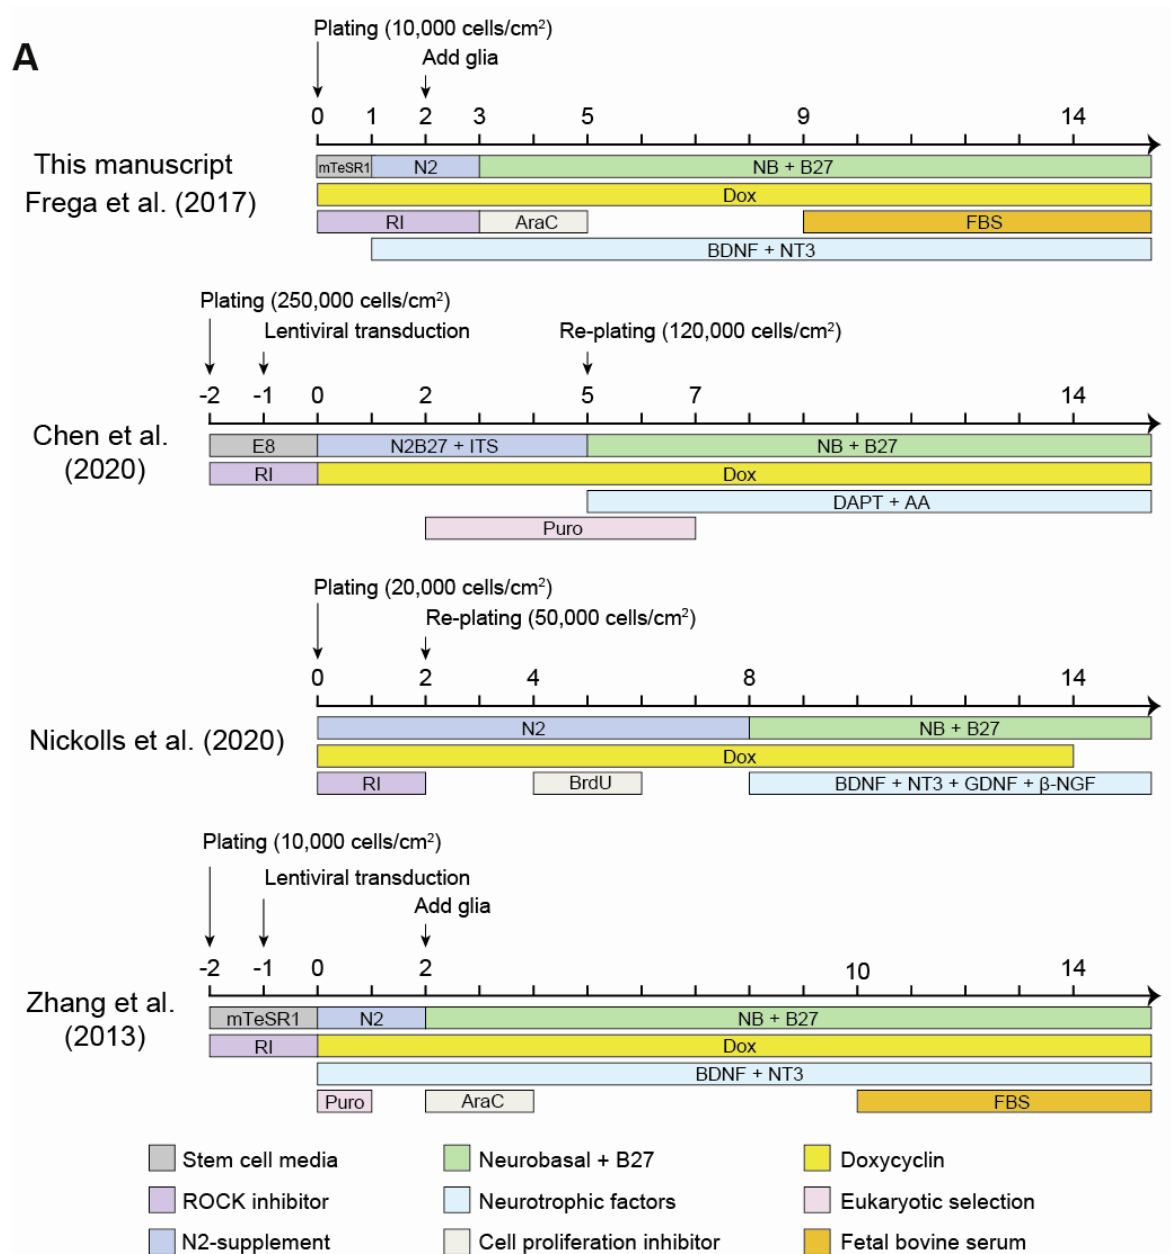 A
Plating (10,000 cells/cm²)
Add glia
0 1 2 3 5 9 14
This manuscript
Frega et al. (2017)
mTeSR1 N2 NB + B27
Dox
RI AraC FBS
BDNF + NT3
Plating (250,000 cells/cm²)
Lentiviral transduction Re-plating (120,000 cells/cm²)
-2 -1 0 2 5 7 14
Chen et al.
(2020)
E8 N2B27 + ITS NB + B27
RI Dox
DAPT + AA
Puro
Plating (20,000 cells/cm²)
Re-plating (50,000 cells/cm²)
0 2 4 8 14
Nickolls et al. (2020)
N2 NB + B27
Dox
RI BrdU BDNF + NT3 + GDNF + β-NGF
Plating (10,000 cells/cm²)
Lentiviral transduction
Add glia
-2 -1 0 2 10 14
Zhang et al.
(2013)
mTeSR1 N2 NB + B27
RI Dox
BDNF + NT3
Puro AraC FBS
Stem cell media Neurobasal + B27 Doxycyclin
ROCK inhibitor Neurotrophic factors Eukaryotic selection
N2-supplement Cell proliferation inhibitor Fetal bovine serum